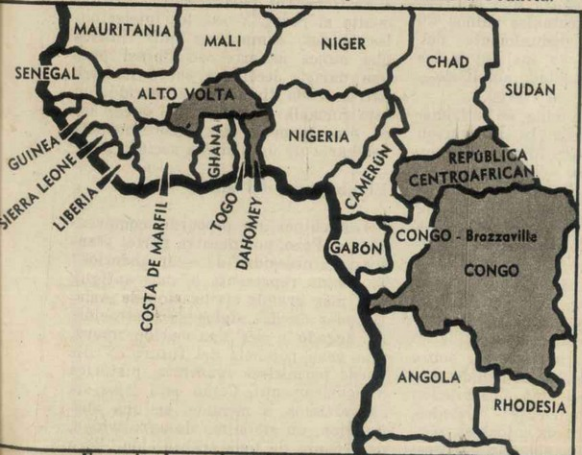 MAURITANIA
MALI
NIGER
CHAD
SUDÁN
SENEGAL
ALTO VOLTA
GUINEA
SIERRA LEONE
LIBERIA
COSTA DE MARFIL
GHANA
TOGO
DAHOMEY
NIGERIA
CAMERÚN
REPÚBLICA
CENTROAFRICAN
GABÓN
CONGO - Brazzaville
CONGO
ANGOLA
RHODESIA